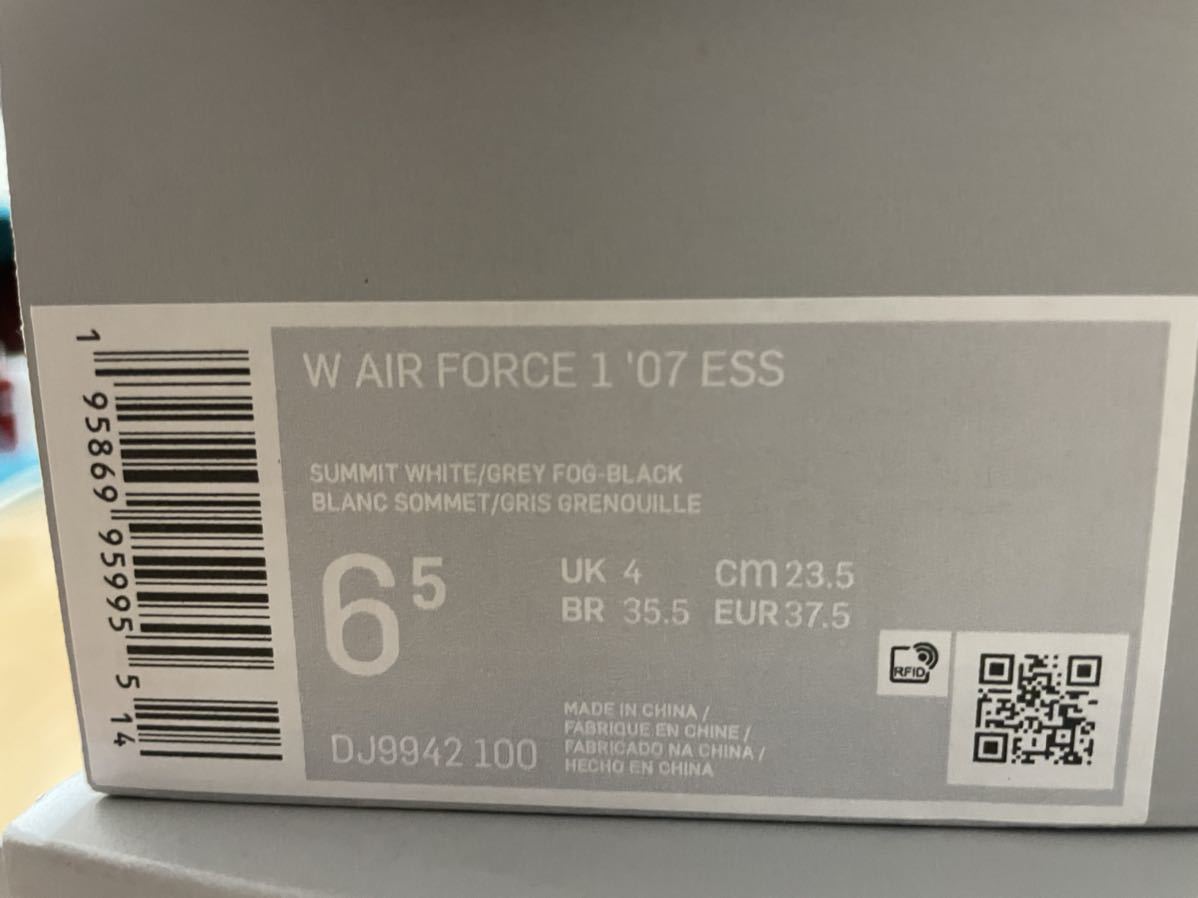 W AIR FORCE 1 '07 ESS
SUMMIT WHITE/GREY FOG-BLACK
BLANC SOMMET/GRIS GRENOUILLE
6 5
UK 4 cm 23.5
BR 35.5 EUR 37.5
RFID
DJ9942 100
MADE IN CHINA /
FABRIQUE EN CHINE /
FABRICADO NA CHINA /
HECHO EN CHINA
1 95869 95995 5 14